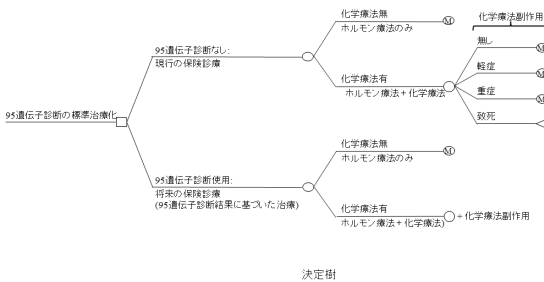 化学療法無
ホルモン療法のみ
M
化学療法副作用
95遺伝子診断なし:
現行の保険診療
無し
M
化学療法有
ホルモン療法+化学療法
軽症
M
重症
M
致死
95遺伝子診断の標準治療化
化学療法無
ホルモン療法のみ
M
95遺伝子診断使用:
将来の保険診療
(95遺伝子診断結果に基づいた治療)
化学療法有
ホルモン療法+化学療法)
+化学療法副作用
決定樹